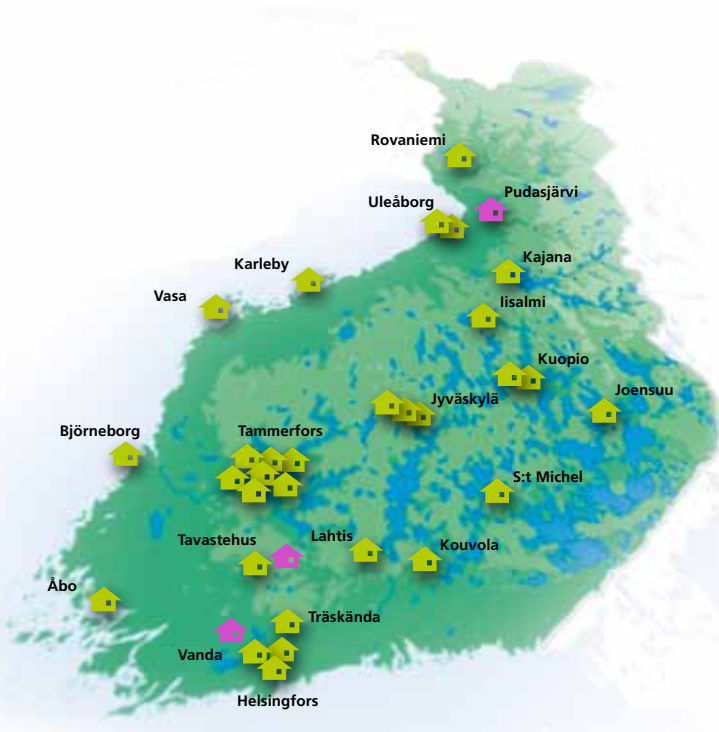 Rovaniemi
Pudasjärvi
Uleåborg
Kajana
Karleby
Vasa
Iisalmi
Kuopio
Joensuu
Jyväskylä
Björneborg
Tammerfors
S:t Michel
Tavastehus
Lahtis
Kouvola
Åbo
Träskända
Vanda
Helsingfors